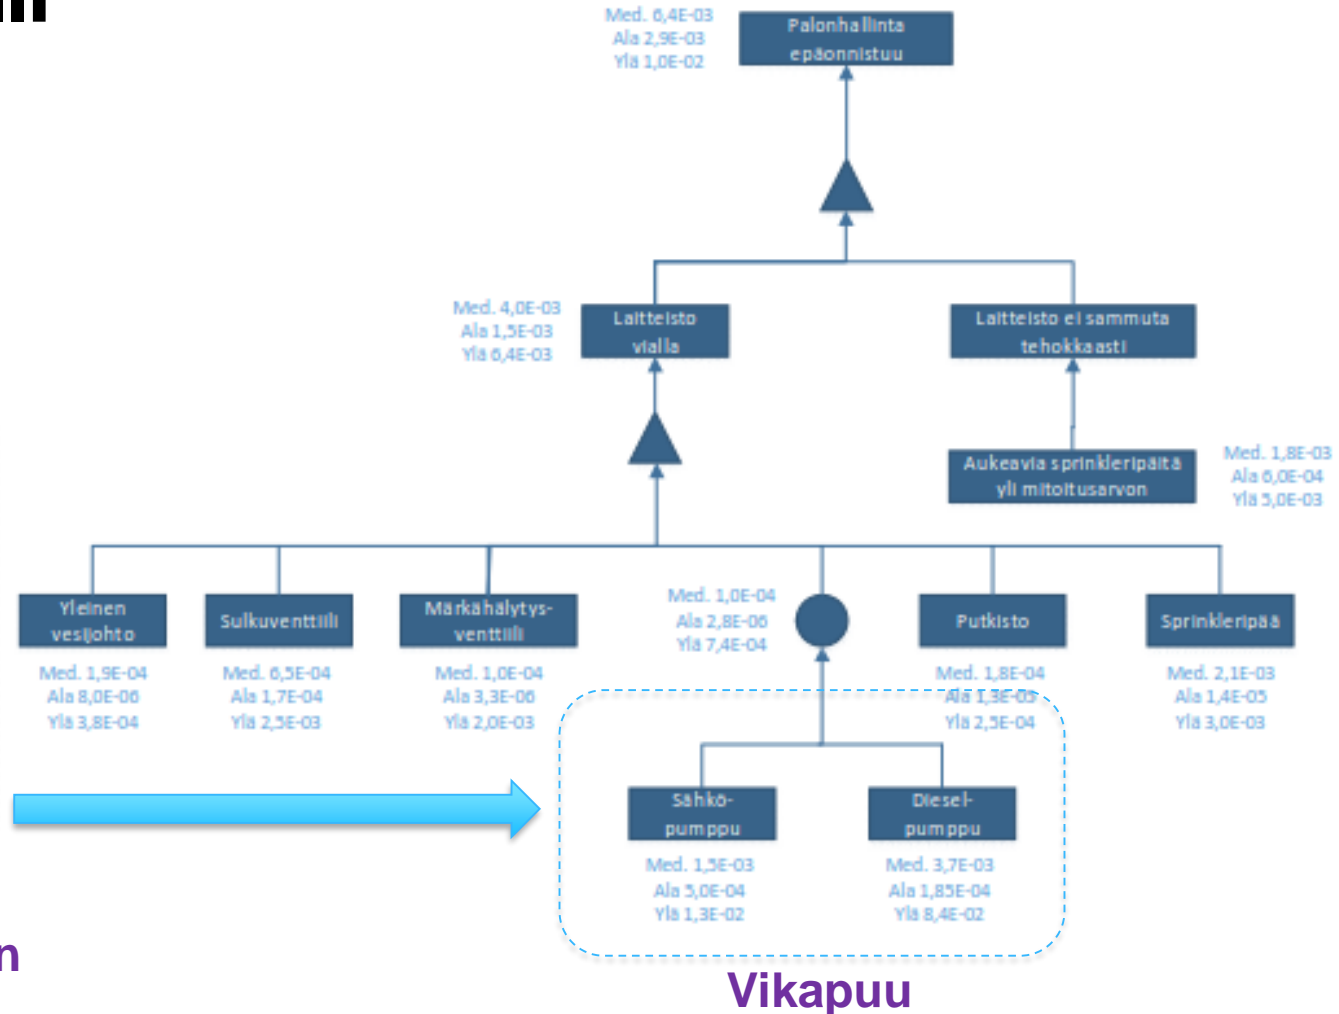 Med. 6,4E-03
Ala 2,9E-03
Ylä 1,0E-02
Palonhallinta
epäonnistuu
Med. 4,0E-03
Ala 1,5E-03
Ylä 6,4E-03
Laitteisto
vialla
Laitteisto ei sammuta
tehokkaasti
Aukeavia sprinkleripäitä
yli mitoitusarvon
Med. 1,8E-03
Ala 6,0E-04
Ylä 5,0E-03
Yleinen
vesijohto
Med. 1,9E-04
Ala 8,0E-06
Ylä 3,8E-04
Sulkuventtiili
Med. 6,5E-04
Ala 1,7E-04
Ylä 2,5E-03
Märkähälytys-
venttiili
Med. 1,0E-04
Ala 3,3E-06
Ylä 2,0E-03
Med. 1,0E-04
Ala 2,8E-06
Ylä 7,4E-04
Putkisto
Med. 1,8E-04
Ala 1,3E-05
Ylä 2,5E-04
Sprinkleripää
Med. 2,1E-03
Ala 1,4E-05
Ylä 3,0E-03
Sähkö-
pumppu
Med. 1,5E-03
Ala 5,0E-04
Ylä 1,3E-02
Diesel-
pumppu
Med. 3,7E-03
Ala 1,85E-04
Ylä 8,4E-02
Vikapuu